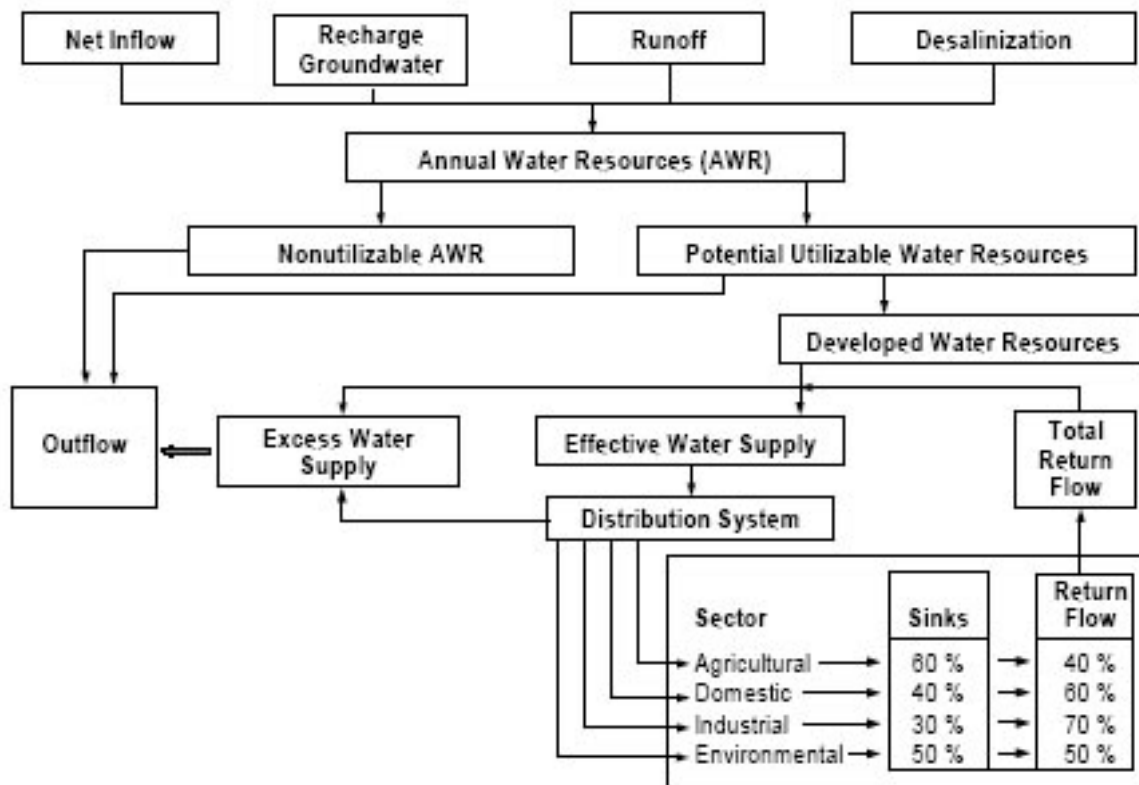 Net Inflow
Recharge
Groundwater
Runoff
Desalinization
Annual Water Resources (AWR)
Nonutilizable AWR
Potential Utilizable Water Resources
Developed Water Resources
Outflow
Excess Water
Supply
Effective Water Supply
Total
Return
Flow
Distribution System
Sector
Sinks
Return
Flow
Agricultural 60 % 40 %
Domestic 40 % 60 %
Industrial 30 % 70 %
Environmental 50 % 50 %